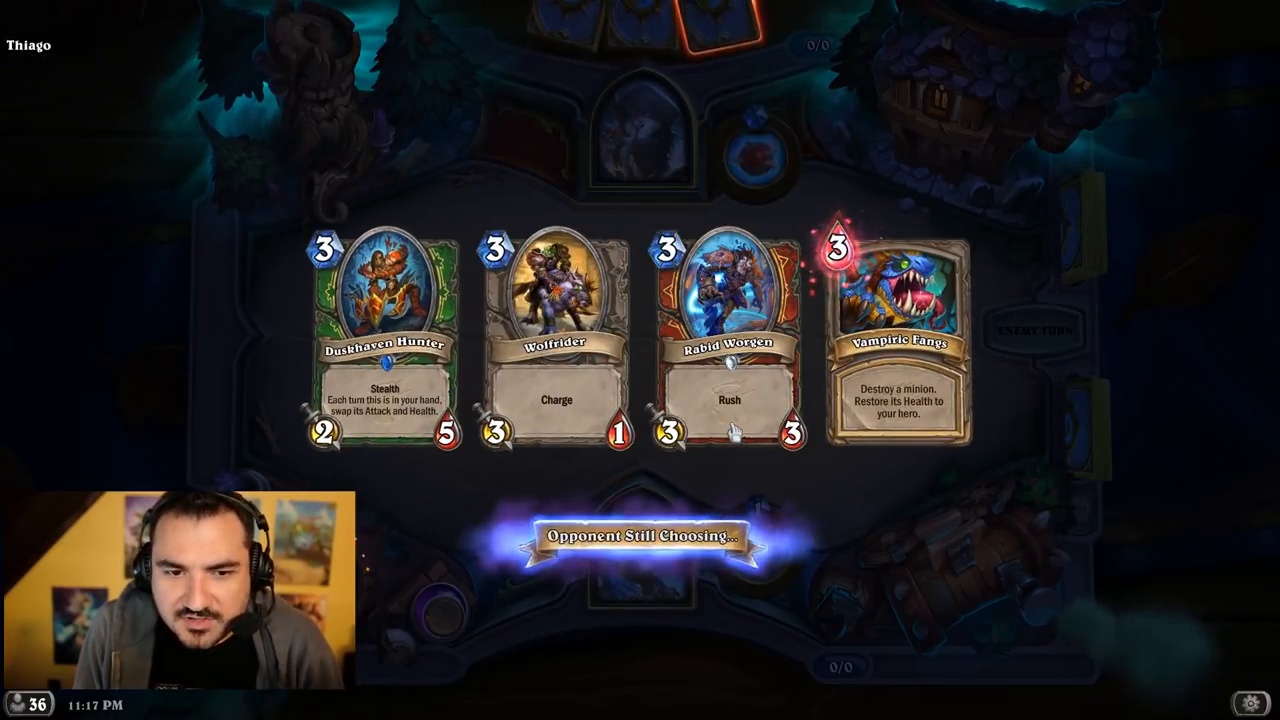 Thiago
0/0
3
3
3
3
Duskhaven Hunter
Wolfrider
Rabid Worgen
Vampiric Fangs
ENEMY TURN
Stealth
Each turn this is in your hand,
swap its Attack and Health.
Charge
Rush
Destroy a minion.
Restore its Health to
your hero.
2
5
3
1
3
3
Opponent Still Choosing...
0/0
36
11:17 PM